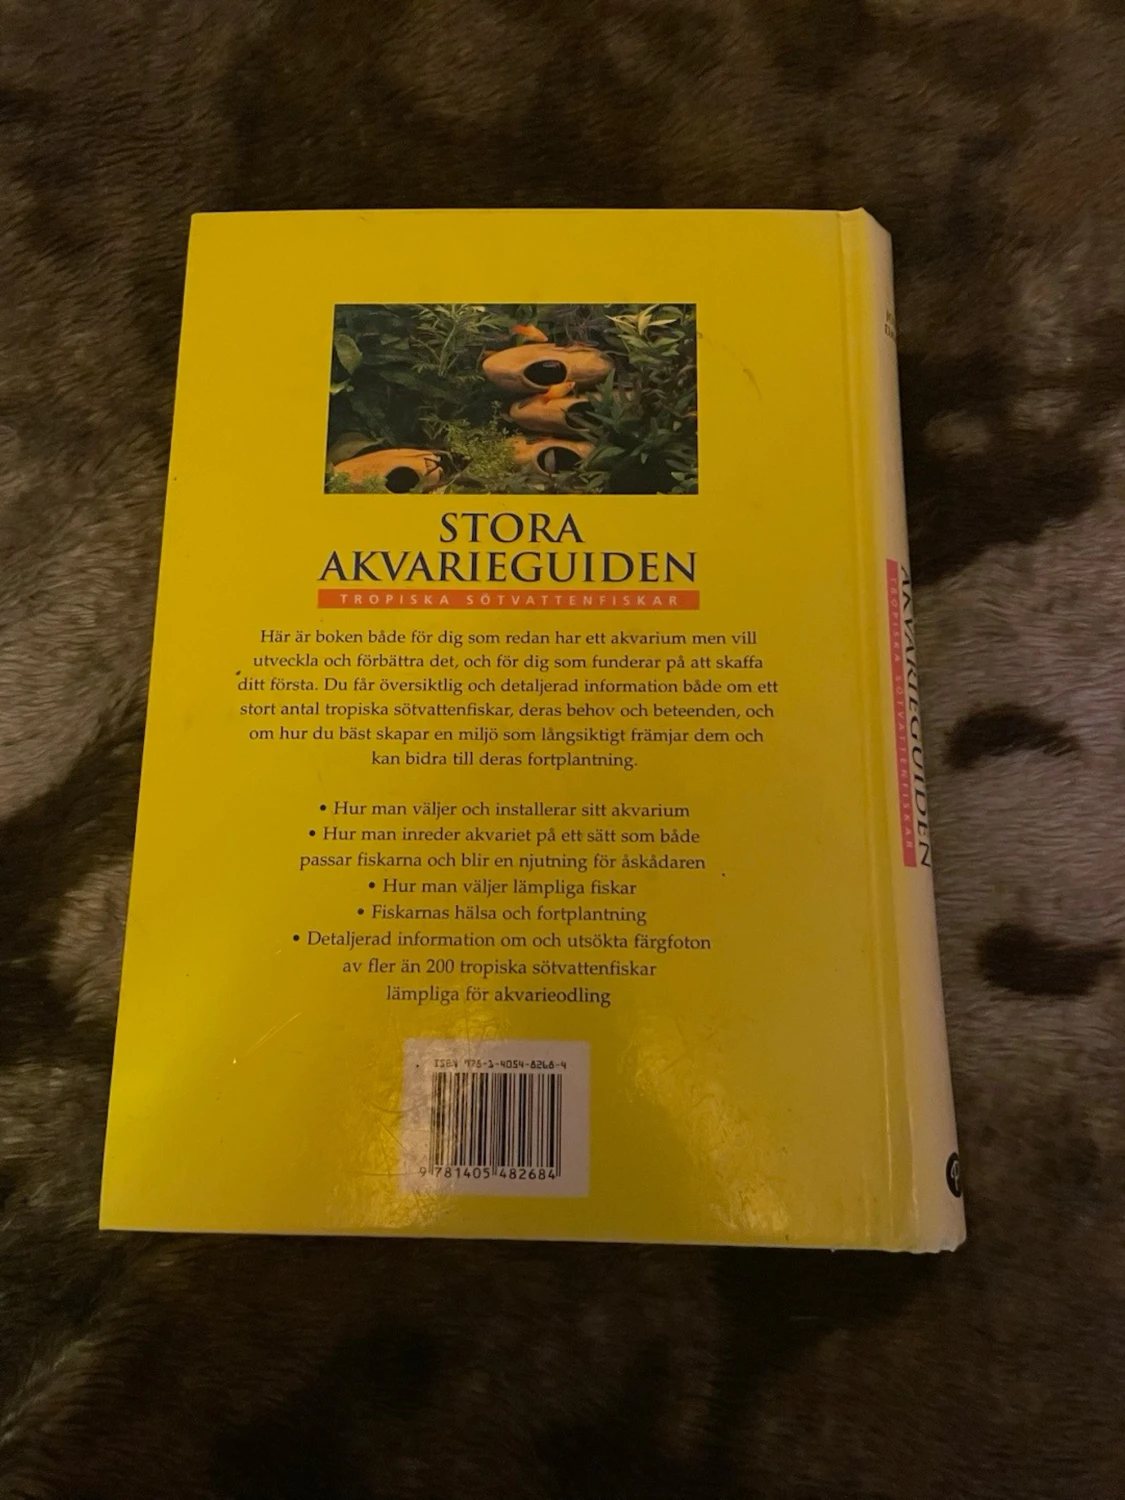 STORA
AKVARIEGUIDEN
TROPISKA SÖTVATTENFISKAR
Här är boken både för dig som redan har ett akvarium men vill
utveckla och förbättra det, och för dig som funderar på att skaffa
ditt första. Du får översiktlig och detaljerad information både om ett
stort antal tropiska sötvattenfiskar, deras behov och beteenden, och
om hur du bäst skapar en miljö som långsiktigt främjar dem och
kan bidra till deras fortplantning.
• Hur man väljer och installerar sitt akvarium
• Hur man inreder akvariet på ett sätt som både
passar fiskarna och blir en njutning för åskådaren
• Hur man väljer lämpliga fiskar
• Fiskarnas hälsa och fortplantning
• Detaljerad information om och utsökta färgfoton
av fler än 200 tropiska sötvattenfiskar
lämpliga för akvarieodling
ISBN 978-1-4054-8268-4
9 781405 482684
AKVARIEGUIDEN
TROPISKA SÖTVATTENFISKAR